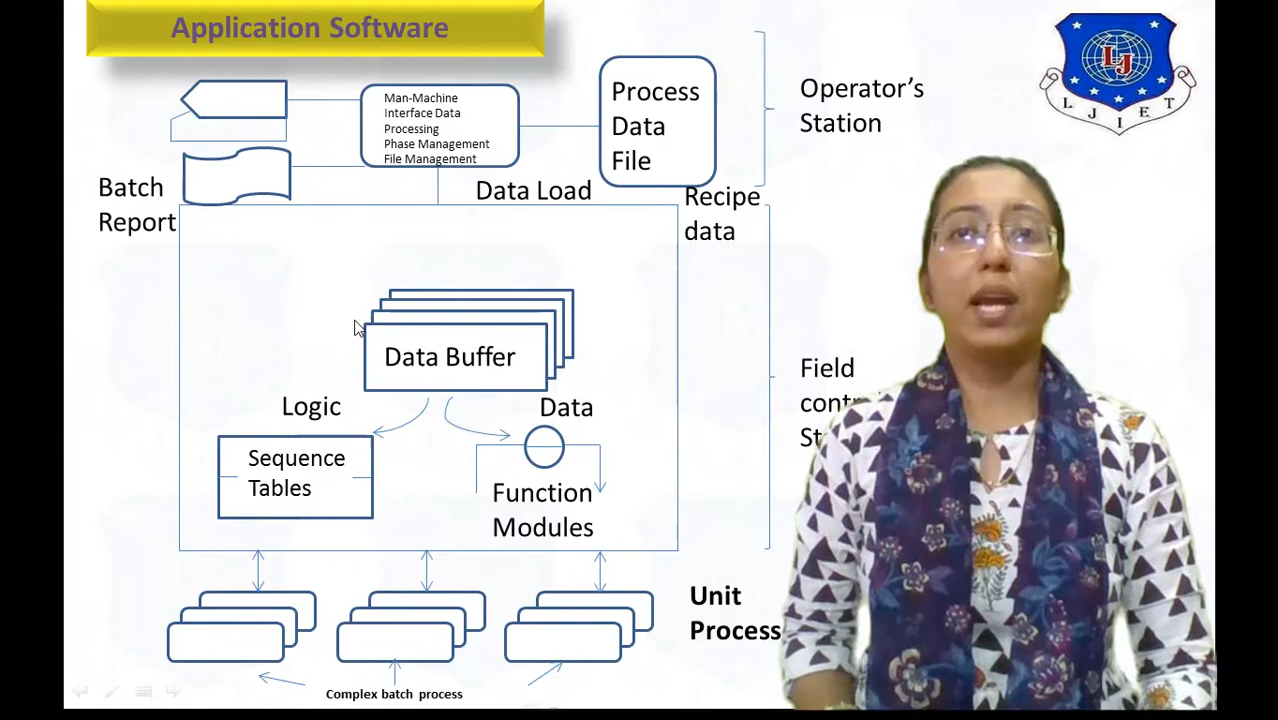 Application Software
Man-Machine
Interface Data
Processing
Phase Management
File Management
Process
Data
File
Operator's
Station
LJ
L J I E T
Batch
Report
Data Load
Recipe
data
Data Buffer
Logic
Data
Sequence
Tables
Function
Modules
Field
Unit
Process
Complex batch process